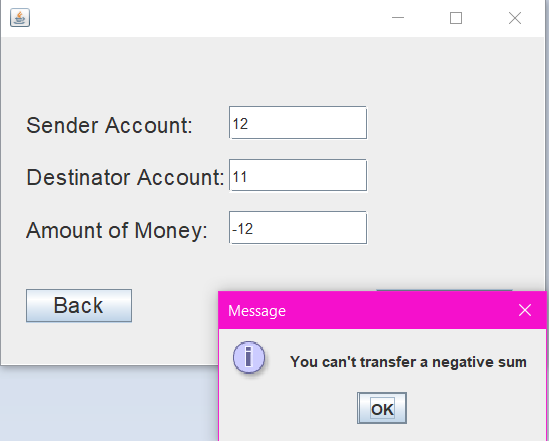 Sender Account: 12
Destinator Account: 11
Amount of Money: -12
Back
Message
You can't transfer a negative sum
OK